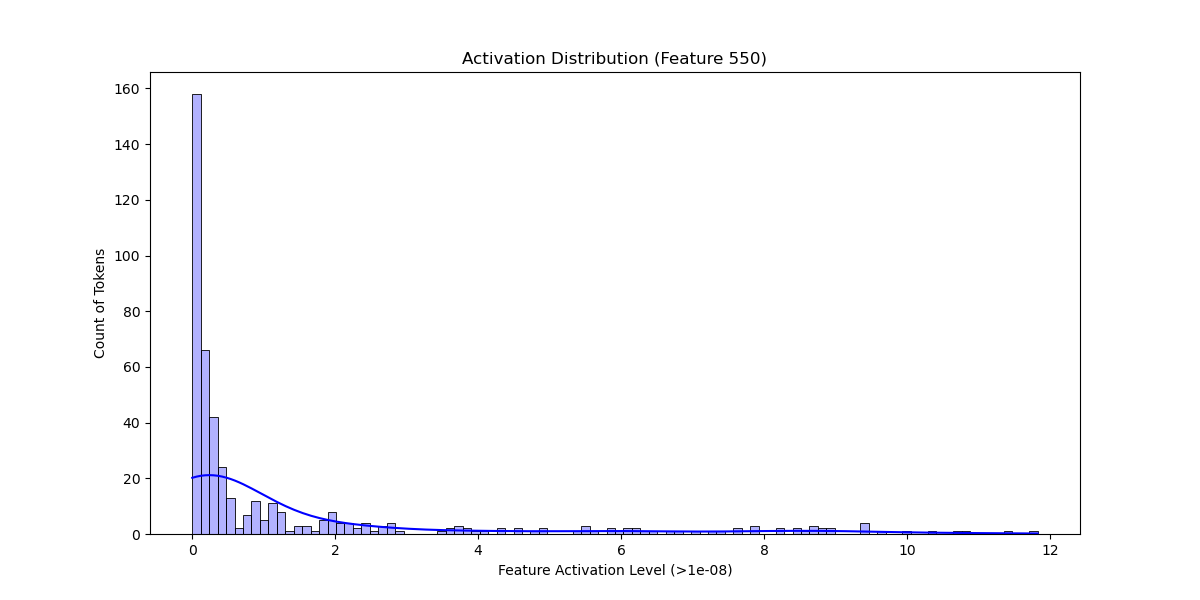 Activation Distribution (Feature 550)
160
140
120
100
80
60
40
20
0
Count of Tokens
0 2 4 6 8 10 12
Feature Activation Level (>1e-08)